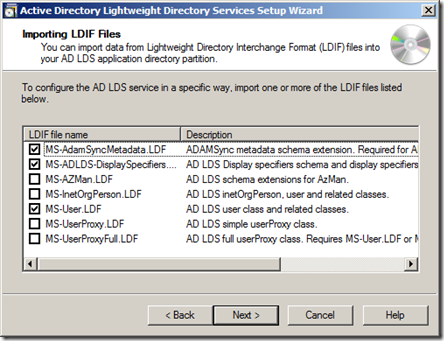 Active Directory Lightweight Directory Services Setup Wizard
Importing LDIF Files
You can import data from Lightweight Directory Interchange Format (LDIF) files into
your AD LDS application directory partition.
To configure the AD LDS service in a specific way, import one or more of the LDIF files listed
below.
LDIF file name Description
MS-AdamSyncMetadata.LDF ADAMSync metadata schema extension. Required for A
MS-ADLDS-DisplaySpecifiers.... AD LDS Display specifiers schema and display specifiers
MS-AZMan.LDF AD LDS schema extensions for AzMan.
MS-InetOrgPerson.LDF AD LDS inetOrgPerson, user and related classes.
MS-User.LDF AD LDS user class and related classes.
MS-UserProxy.LDF AD LDS simple userProxy class.
MS-UserProxyFull.LDF AD LDS full userProxy class. Requires MS-User.LDF or M
< Back Next > Cancel Help